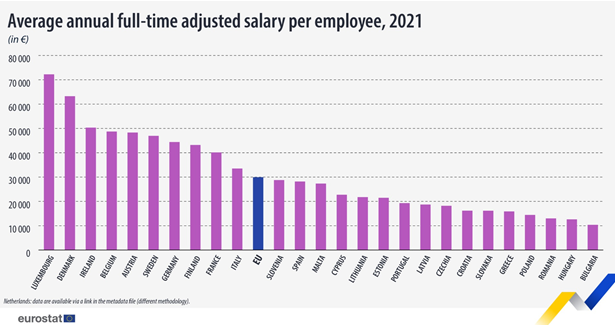 Average annual full-time adjusted salary per employee, 2021
(in €)
80 000
70 000
60 000
50 000
40 000
30 000
20 000
10 000
0
LUXEMBOURG
DENMARK
IRELAND
BELGIUM
AUSTRIA
SWEDEN
GERMANY
FINLAND
FRANCE
ITALY
EU
SLOVENIA
SPAIN
MALTA
CYPRUS
LITHUANIA
ESTONIA
PORTUGAL
LATVIA
CZECHIA
CROATIA
SLOVAKIA
GREECE
POLAND
ROMANIA
HUNGARY
BULGARIA
Netherlands: data are available via a link in the metadata file (different methodology).
eurostat